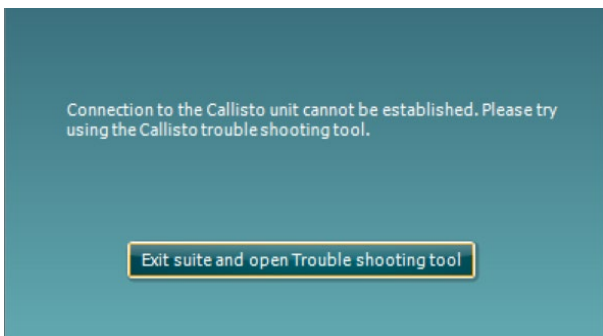 Connection to the Callisto unit cannot be established. Please try
using the Callisto trouble shooting tool.
Exit suite and open Trouble shooting tool